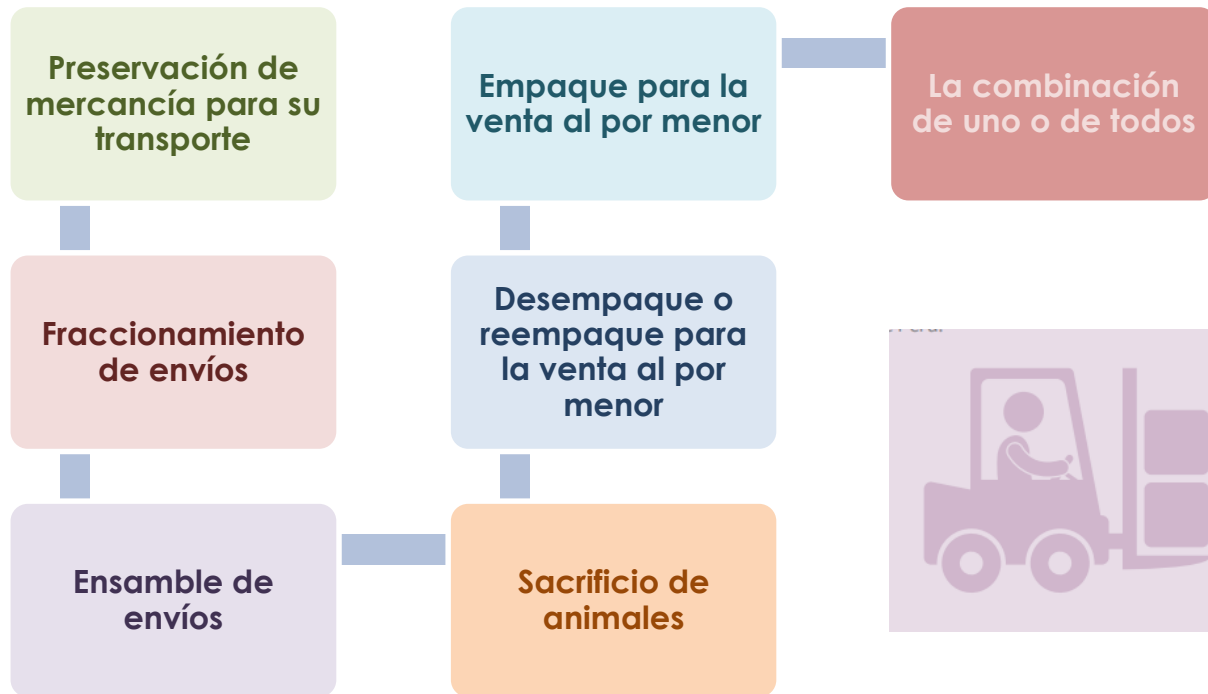 Preservación de
mercancía para su
transporte
Fraccionamiento
de envíos
Ensamble de
envíos
Sacrificio de
animales
Desempaque o
reempaque para
la venta al por
menor
Empaque para la
venta al por menor
La combinación
de uno o de todos